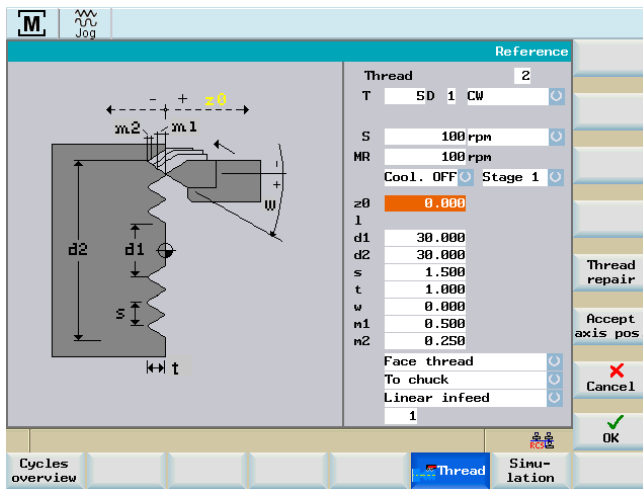 M
Jog
Reference
- + z0
m2 m1
-
+
w
d2
d1
s
t
Thread 2
T 5 D 1 CW
S 100 rpm
MR 100 rpm
Cool. OFF Stage 1
z0 0.000
l
d1 30.000
d2 30.000
s 1.500
t 1.000
w 0.000
m1 0.500
m2 0.250
Face thread
To chuck
Linear infeed
1
Thread
repair
Accept
axis pos
Cancel
OK
RCS
Cycles
overview
Thread
Simu-
lation